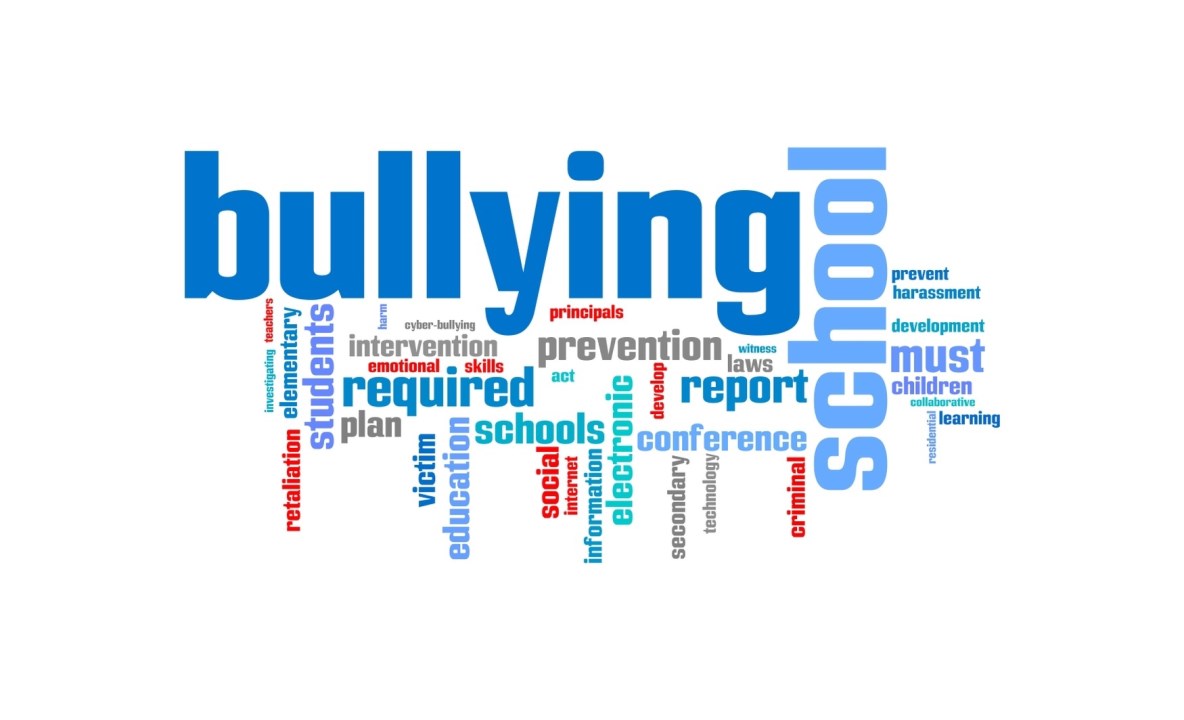 bullying
school
prevent
harassment
teachers
harm
principals
elementary
students
cyber-bullying
development
intervention
prevention
witness
must
investigating
emotional
skills
act
laws
required
develop
report
children
collaborative
plan
schools
electronic
conference
learning
residential
retaliation
victim
education
social
internet
information
secondary
technology
criminal